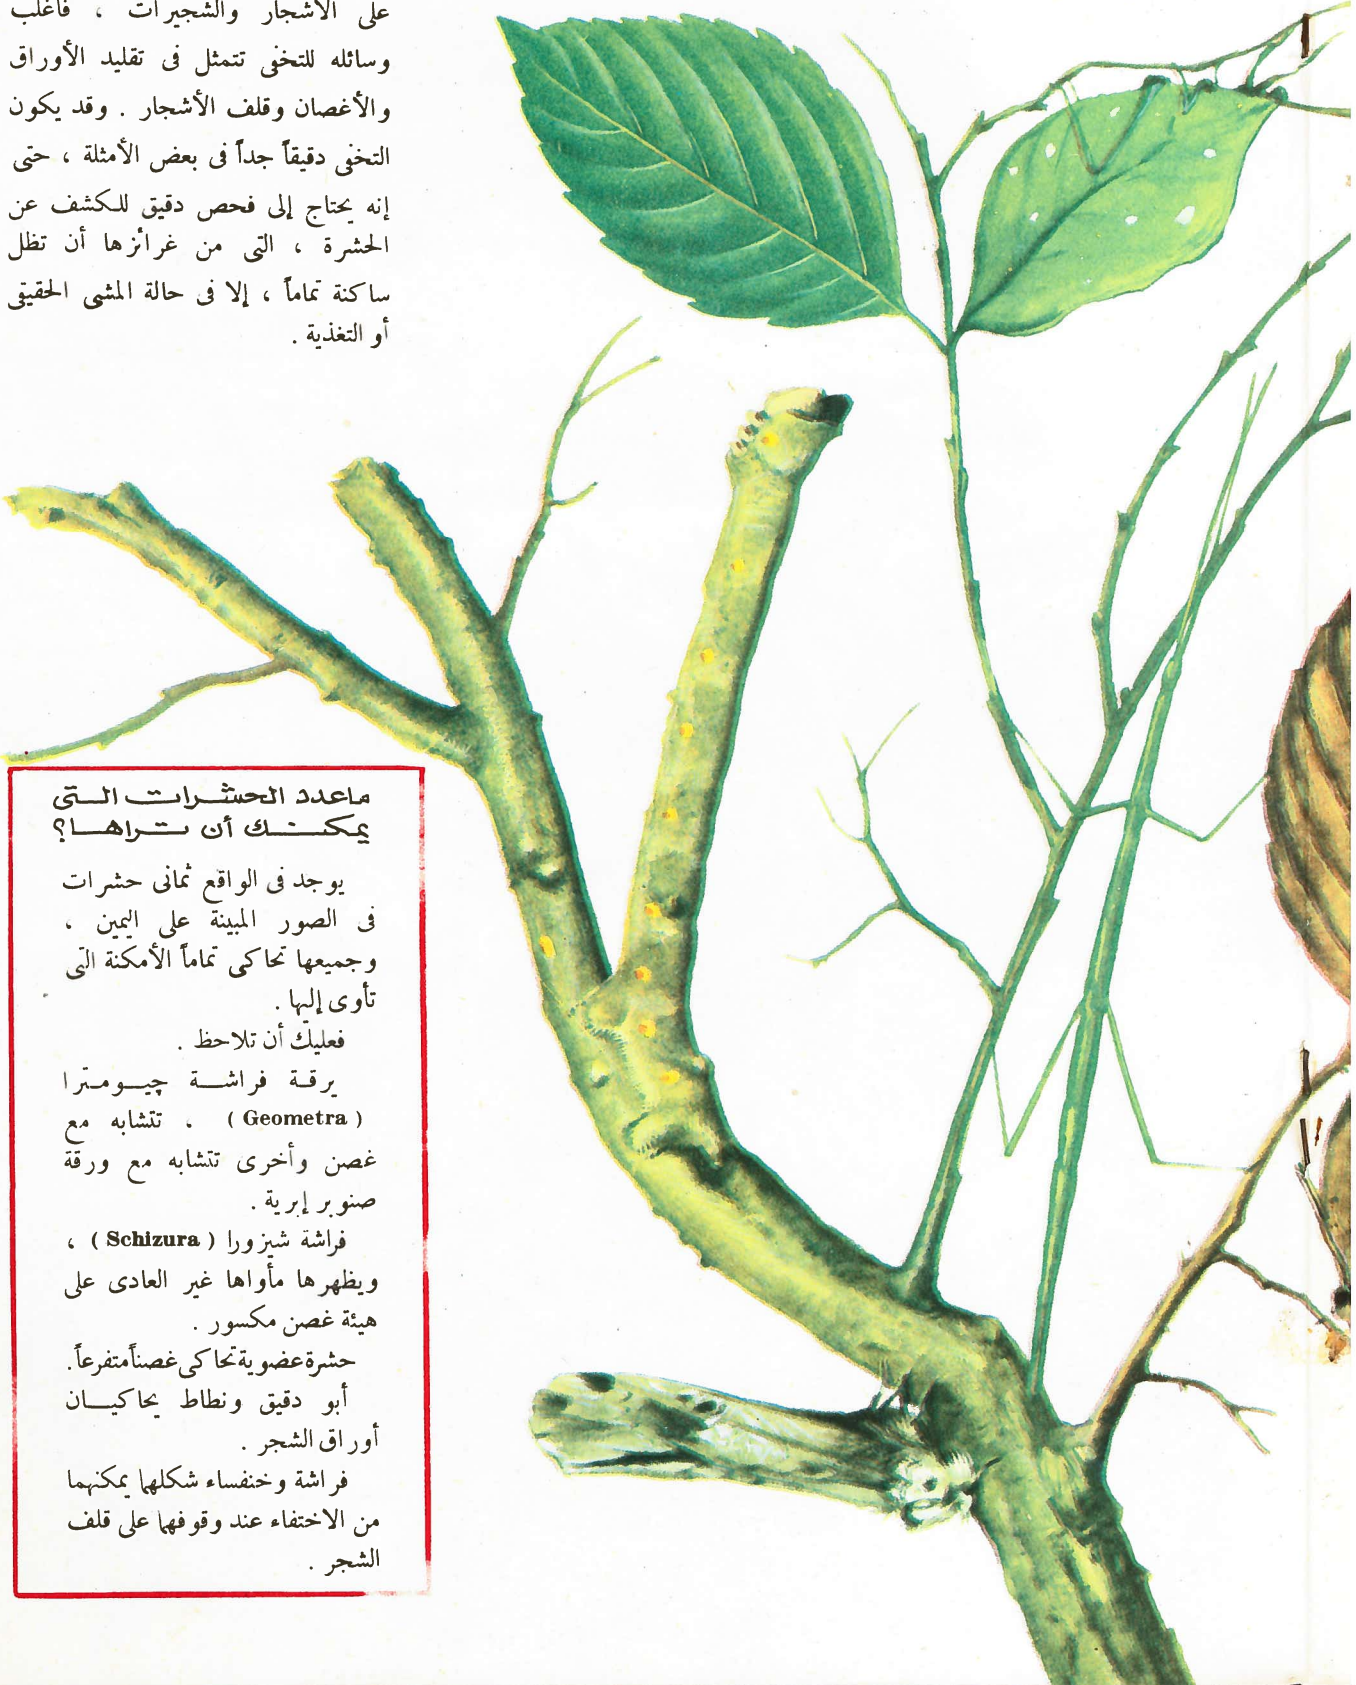 على الأشجار والشجيرات ، فأغلب
وسائله للتخفى تتمثل فى تقليد الأوراق
والأغصان وقلف الأشجار . وقد يكون
التخفى دقيقاً جداً فى بعض الأمثلة ، حتى
إنه يحتاج إلى فحص دقيق للكشف عن
الحشرة ، التى من غرائزها أن تظل
ساكنة تماماً ، إلا فى حالة المشى الحقيقى
أو التغذية .
ماعدد الحشرات التى
يمكنك أن تراها؟
يوجد فى الواقع ثمانى حشرات
فى الصور المبينة على اليمين ،
وجميعها تحاكى تماماً الأمكنة التى
تأوى إليها .
فعليك أن تلاحظ .
يرقة فراشة چيومترا
( Geometra ) ، تتشابه مع
غصن وأخرى تتشابه مع ورقة
صنوبر إبرية .
فراشة شيزورا ( Schizura ) ،
ويظهرها مأواها غير العادى على
هيئة غصن مكسور .
حشرة عضوية تحاكى غصناً متفرعاً .
أبو دقيق ونطاط يحاكيان
أوراق الشجر .
فراشة وخنفساء شكلهما يمكنهما
من الاختفاء عند وقوفهما على قلف
الشجر .